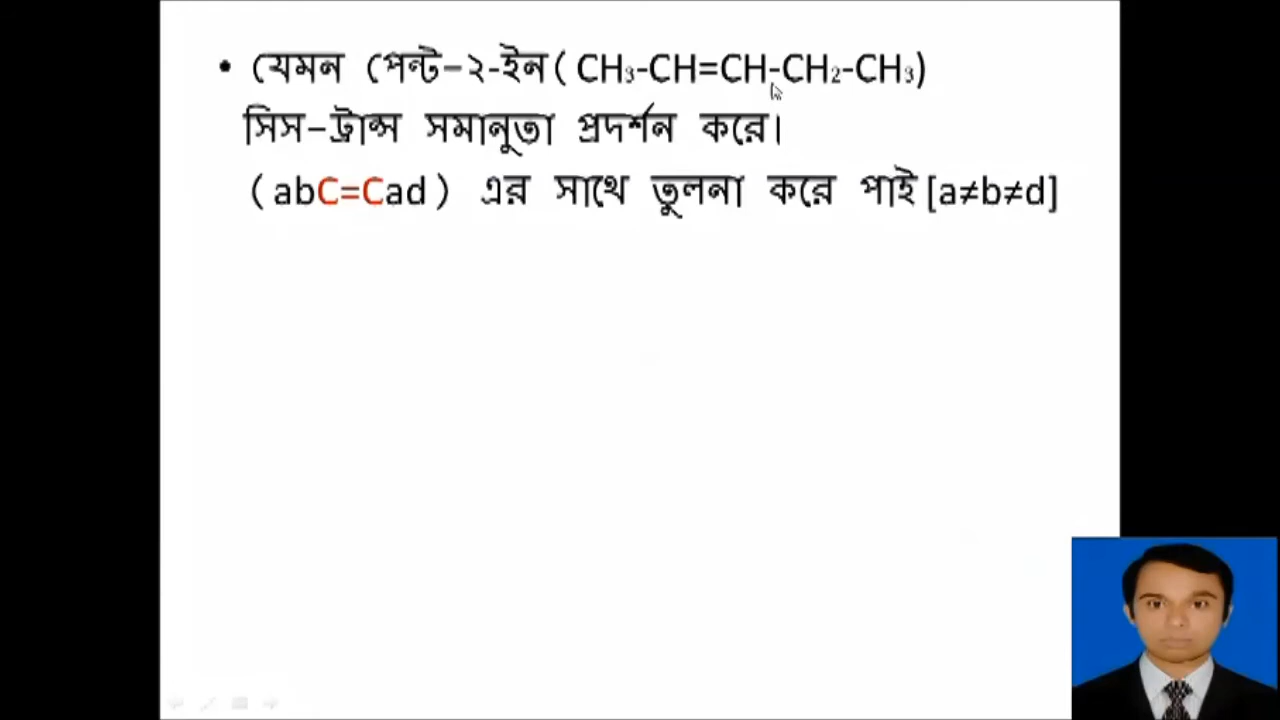 • যেমন পেন্ট–২-ইন( CH₃-CH=CH-CH₂-CH₃)
সিস–ট্রান্স সমানুতা প্রদর্শন করে।
(abC=Cad) এর সাথে তুলনা করে পাই [a≠b≠d]